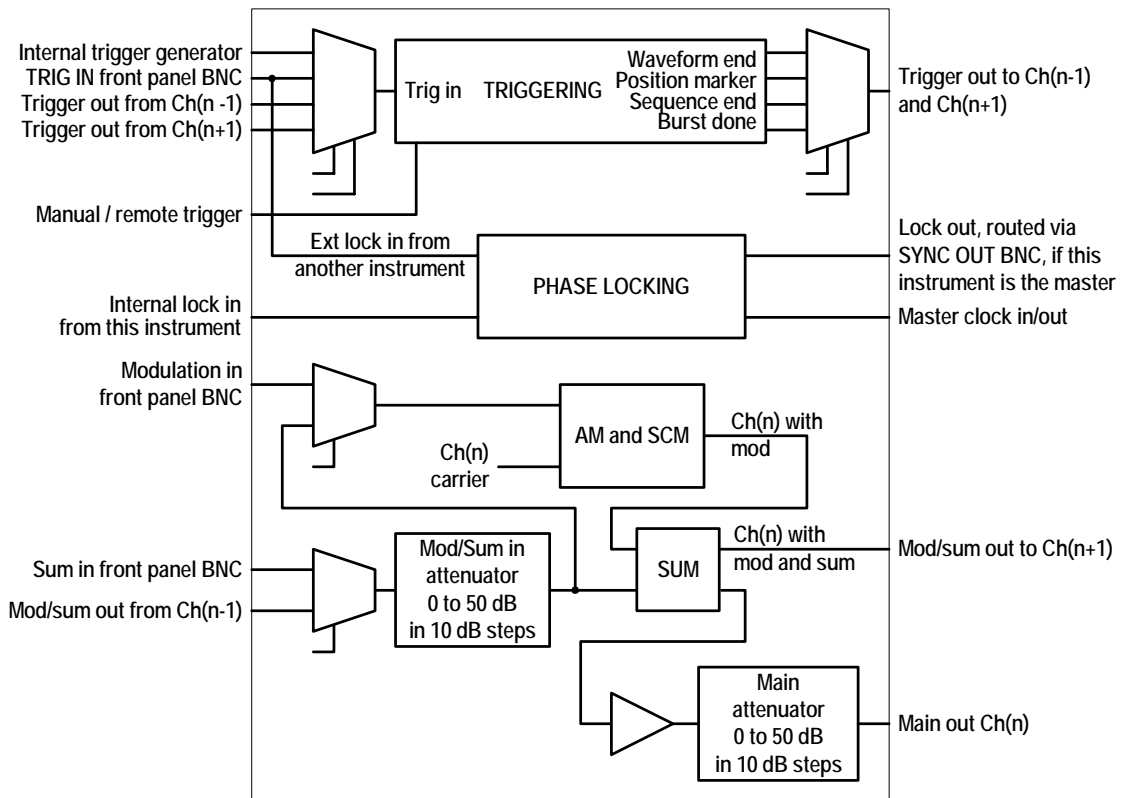 Internal trigger generator
TRIG IN front panel BNC
Trigger out from Ch(n -1)
Trigger out from Ch(n+1)
Trig in
TRIGGERING
Waveform end
Position marker
Sequence end
Burst done
Trigger out to Ch(n-1)
and Ch(n+1)
Manual / remote trigger
Ext lock in from
another instrument
PHASE LOCKING
Lock out, routed via
SYNC OUT BNC, if this
instrument is the master
Internal lock in
from this instrument
Master clock in/out
Modulation in
front panel BNC
Ch(n)
carrier
AM and SCM
Ch(n) with
mod
Sum in front panel BNC
Mod/sum out from Ch(n-1)
Mod/Sum in
attenuator
0 to 50 dB
in 10 dB steps
SUM
Ch(n) with
mod and sum
Mod/sum out to Ch(n+1)
Main
attenuator
0 to 50 dB
in 10 dB steps
Main out Ch(n)